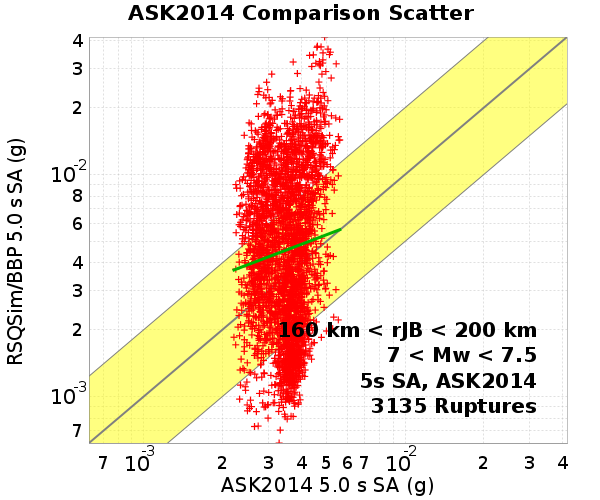 ASK2014 Comparison Scatter
4
3
2
10-2
8
6
4
3
2
10-3
7
RSQSim/BBP 5.0 s SA (g)
160 km < rJB < 200 km
7 < Mw < 7.5
5s SA, ASK2014
3135 Ruptures
7 10-3 2 3 4 5 6 7 10-2 2 3 4
ASK2014 5.0 s SA (g)